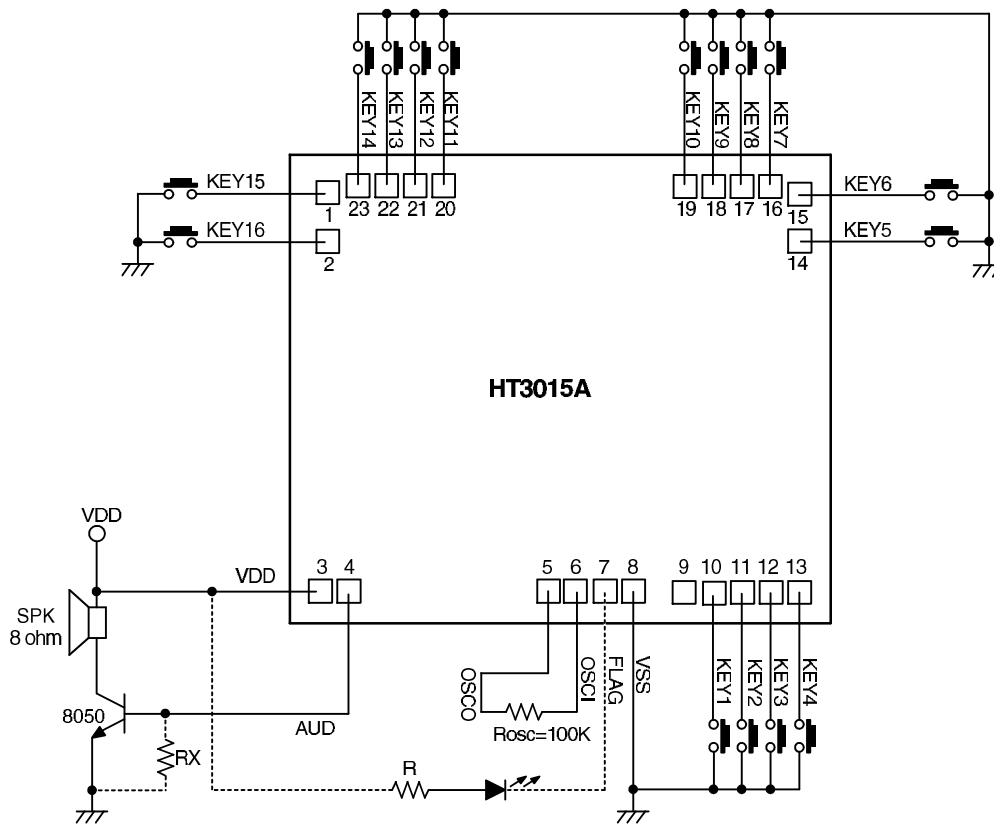 KEY14
KEY13
KEY12
KEY11
KEY10
KEY9
KEY8
KEY7
KEY15
KEY16
KEY6
KEY5
1
2
23
22
21
20
19
18
17
16
15
14
HT3015A
VDD
VDD
SPK
8 ohm
8050
AUD
RX
R
3
4
5
6
7
8
9
10
11
12
13
OSCO
OSCI
FLAG
VSS
Rosc=100K
KEY1
KEY2
KEY3
KEY4